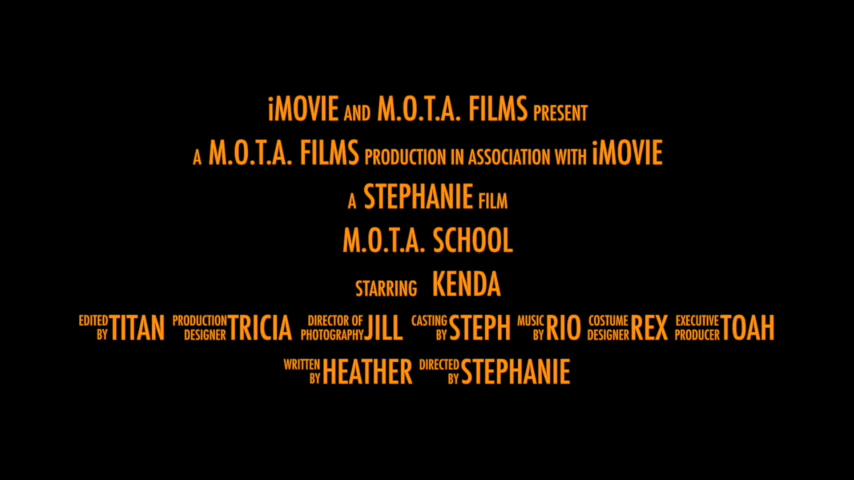 iMOVIE AND M.O.T.A. FILMS PRESENT
A M.O.T.A. FILMS PRODUCTION IN ASSOCIATION WITH iMOVIE
A STEPHANIE FILM
M.O.T.A. SCHOOL
STARRING KENDA
EDITED BY TITAN PRODUCTION DESIGNER TRICIA DIRECTOR OF PHOTOGRAPHY JILL CASTING BY STEPH MUSIC BY RIO COSTUME DESIGNER REX EXECUTIVE PRODUCER TOAH
WRITTEN BY HEATHER DIRECTED BY STEPHANIE